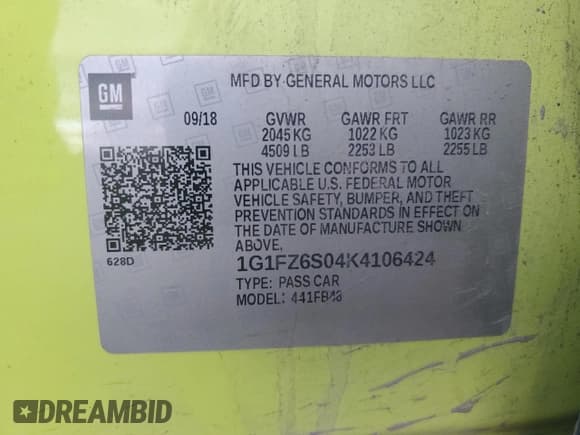 GM
MFD BY GENERAL MOTORS LLC
09/18 GVWR GAWR FRT GAWR RR
2045 KG 1022 KG 1023 KG
4509 LB 2253 LB 2255 LB
THIS VEHICLE CONFORMS TO ALL
APPLICABLE U.S. FEDERAL MOTOR
VEHICLE SAFETY, BUMPER, AND THEFT
PREVENTION STANDARDS IN EFFECT ON
THE DATE OF MANUFACTURE SHOWN
ABOVE.
628D
1G1FZ6S04K4106424
TYPE: PASS CAR
MODEL: 441FB48
DREAMBID